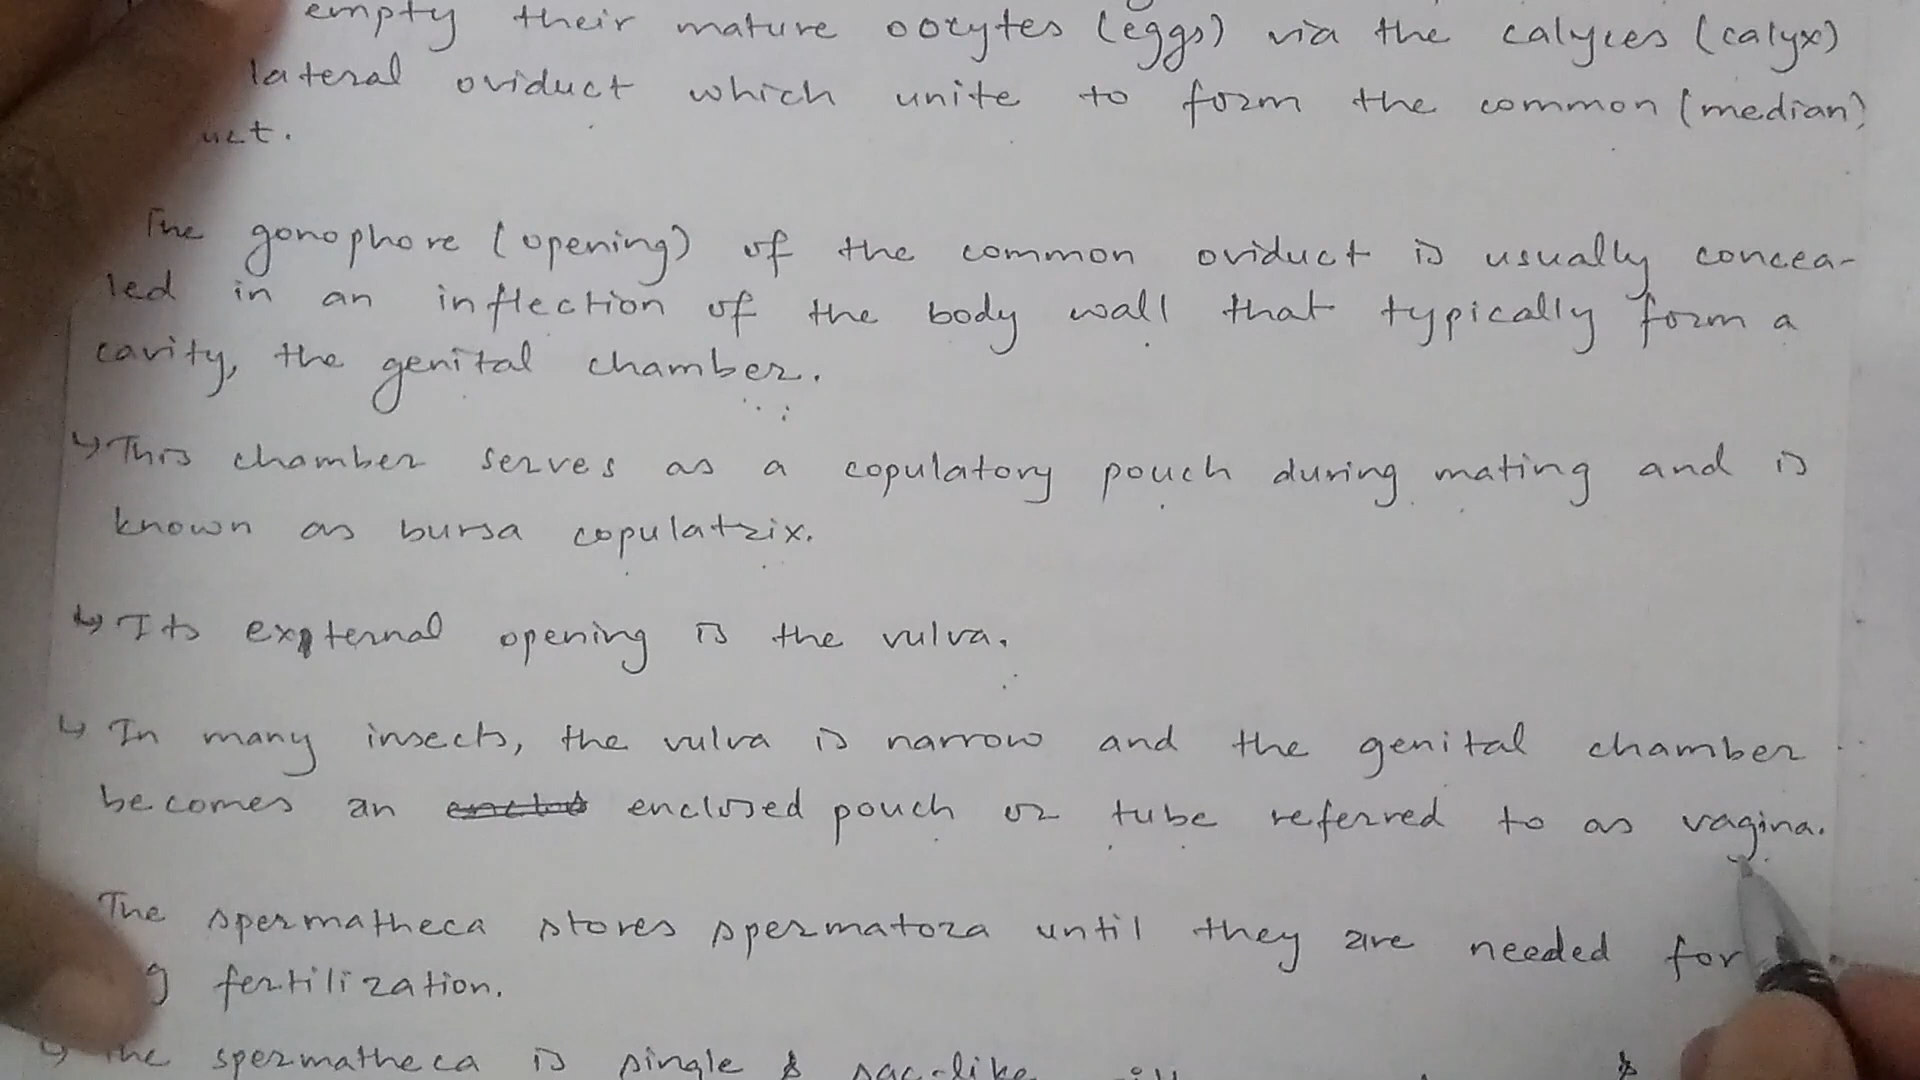 empty their mature oocytes (eggs) via the calyces (calyx)
lateral oviduct which unite to form the common (median)
uct.
The gonophore (opening) of the common oviduct is usually concea-
led in an inflection of the body wall that typically form a
cavity, the genital chamber.
↳ This chamber serves as a copulatory pouch during mating and is
known as bursa copulatrix.
↳ Its external opening is the vulva.
↳ In many insects, the vulva is narrow and the genital chamber
becomes an enclosed pouch or tube referred to as vagina.
The spermatheca stores spermatoza until they are needed for
g fertilization.
↳ The spermatheca is single & sac-like